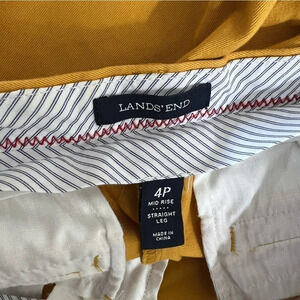 LANDS' END
4P
MID RISE
STRAIGHT
LEG
MADE IN
CHINA